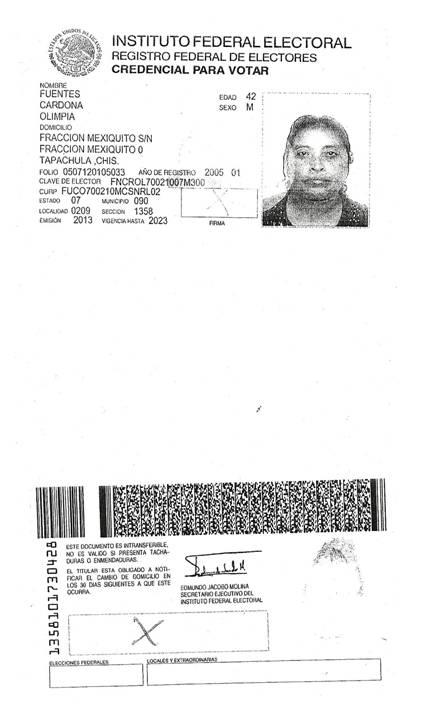 ESTADOS UNIDOS MEXICANOS
INSTITUTO FEDERAL ELECTORAL
REGISTRO FEDERAL DE ELECTORES
CREDENCIAL PARA VOTAR
NOMBRE
FUENTES
CARDONA
OLIMPIA
EDAD 42
SEXO M
DOMICILIO
FRACCION MEXIQUITO S/N
FRACCION MEXIQUITO 0
TAPACHULA ,CHIS.
FOLIO 0507120105033 AÑO DE REGISTRO 2005 01
CLAVE DE ELECTOR FNCROL70021007M300
CURP FUCO700210MCSNRL02
ESTADO 07 MUNICIPIO 090
LOCALIDAD 0209 SECCION 1358
EMISIÓN 2013 VIGENCIA HASTA 2023
FIRMA
ESTE DOCUMENTO ES INTRANSFERIBLE,
NO ES VALIDO SI PRESENTA TACHA-
DURAS O ENMENDADURAS.
EL TITULAR ESTA OBLIGADO A NOTI-
FICAR EL CAMBIO DE DOMICILIO EN
LOS 30 DIAS SIGUIENTES A QUE ESTE
OCURRA.
EDMUNDO JACOBO MOLINA
SECRETARIO EJECUTIVO DEL
INSTITUTO FEDERAL ELECTORAL
ELECCIONES FEDERALES
LOCALES Y EXTRAORDINARIAS